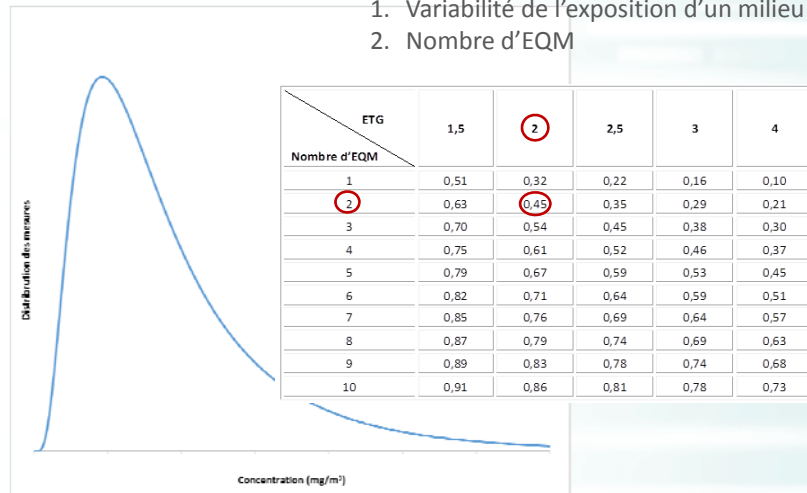 1. Variabilité de l'exposition d'un milieu
2. Nombre d'EQM
ETG
Nombre d'EQM
1,5 2 2,5 3 4
1 0,51 0,32 0,22 0,16 0,10
2 0,63 0,45 0,35 0,29 0,21
3 0,70 0,54 0,45 0,38 0,30
4 0,75 0,61 0,52 0,46 0,37
5 0,79 0,67 0,59 0,53 0,45
6 0,82 0,71 0,64 0,59 0,51
7 0,85 0,76 0,69 0,64 0,57
8 0,87 0,79 0,74 0,69 0,63
9 0,89 0,83 0,78 0,74 0,68
10 0,91 0,86 0,81 0,78 0,73
Distribrution des mesures
Concentration (mg/m³)